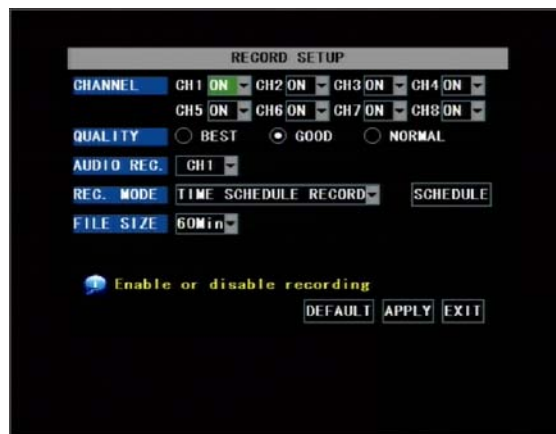 RECORD SETUP
CHANNEL CH1 ON CH2 ON CH3 ON CH4 ON
CH5 ON CH6 ON CH7 ON CH8 ON
QUALITY BEST GOOD NORMAL
AUDIO REC. CH1
REC. MODE TIME SCHEDULE RECORD SCHEDULE
FILE SIZE 60Min
Enable or disable recording
DEFAULT APPLY EXIT